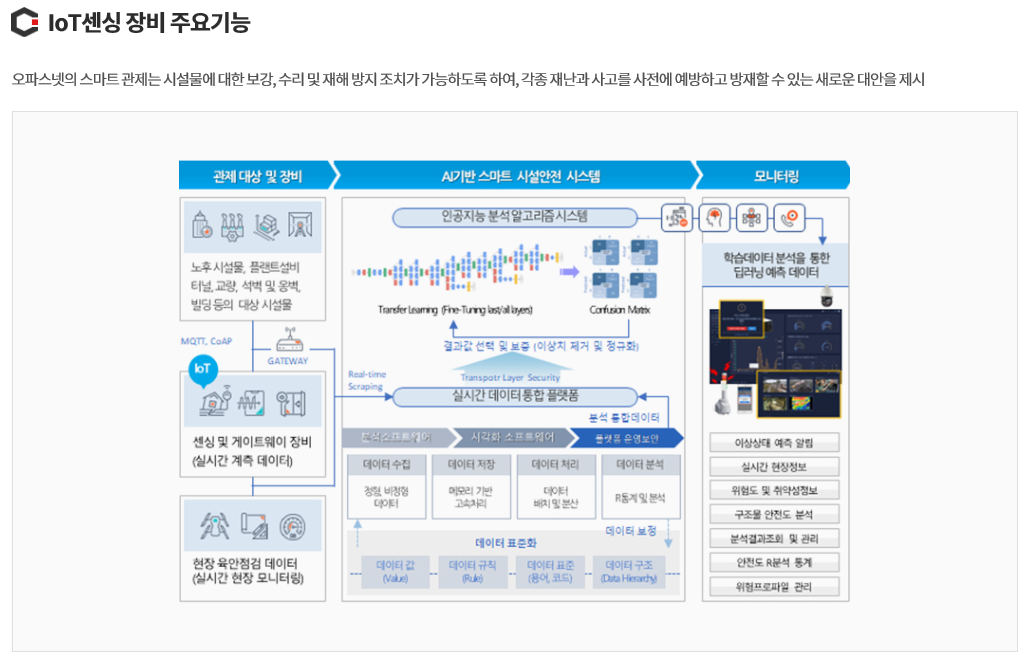 IoT센싱 장비 주요기능
오파스넷의 스마트 관제는 시설물에 대한 보강, 수리 및 재해 방지 조치가 가능하도록 하여, 각종 재난과 사고를 사전에 예방하고 방재할 수 있는 새로운 대안을 제시
관제 대상 및 장비
노후 시설물, 플랜트설비
터널, 교량, 석벽 및 옹벽,
빌딩 등의 대상 시설물
MQTT, CoAP
GATEWAY
IoT
센싱 및 게이트웨이 장비
(실시간 계측 데이터)
현장 육안점검 데이터
(실시간 현장 모니터링)
AI기반 스마트 시설안전 시스템
인공지능 분석 알고리즘 시스템
Transfer Learning (Fine-Tuning last/all layers)
Confusion Matrix
결과값 선택 및 보증 (이상치 제거 및 정규화)
Real-time
Scraping
Transpotr Layer Security
실시간 데이터 통합 플랫폼
분석 통합데이터
분석소프트웨어
시각화 소프트웨어
플랫폼 운영보안
데이터 수집
정형, 비정형
데이터
데이터 저장
메모리 기반
고속처리
데이터 처리
데이터
배치 및 분산
데이터 분석
R통계 및 분석
데이터 보정
데이터 표준화
데이터 값
(Value)
데이터 규칙
(Rule)
데이터 표준
(용어, 코드)
데이터 구조
(Data Hierarchy)
모니터링
학습데이터 분석을 통한
딥러닝 예측 데이터
이상상태 예측 알림
실시간 현장정보
위험도 및 취약성정보
구조물 안전도 분석
분석결과조회 및 관리
안전도 R분석 통계
위험프로파일 관리